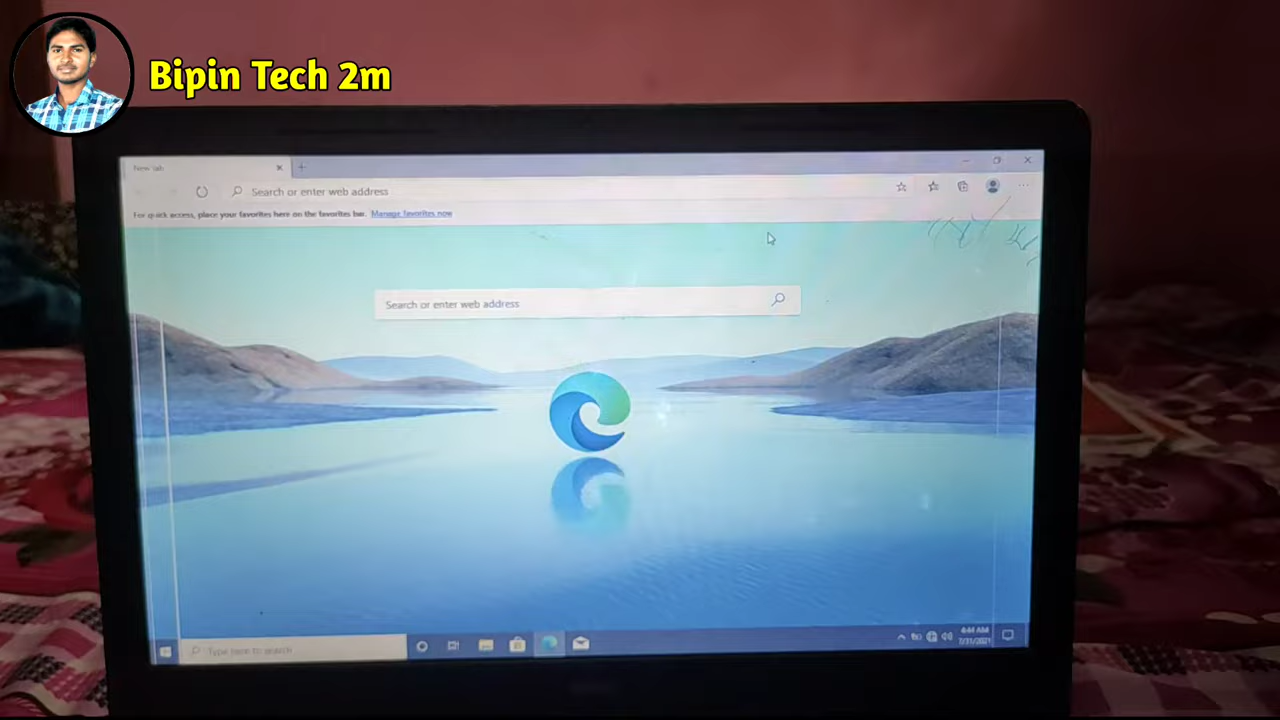 Bipin Tech 2m
New tab
Search or enter web address
For quick access, place your favorites here on the favorites bar. Manage favorites now
Search or enter web address
Type here to search
4:44 AM
7/31/2021